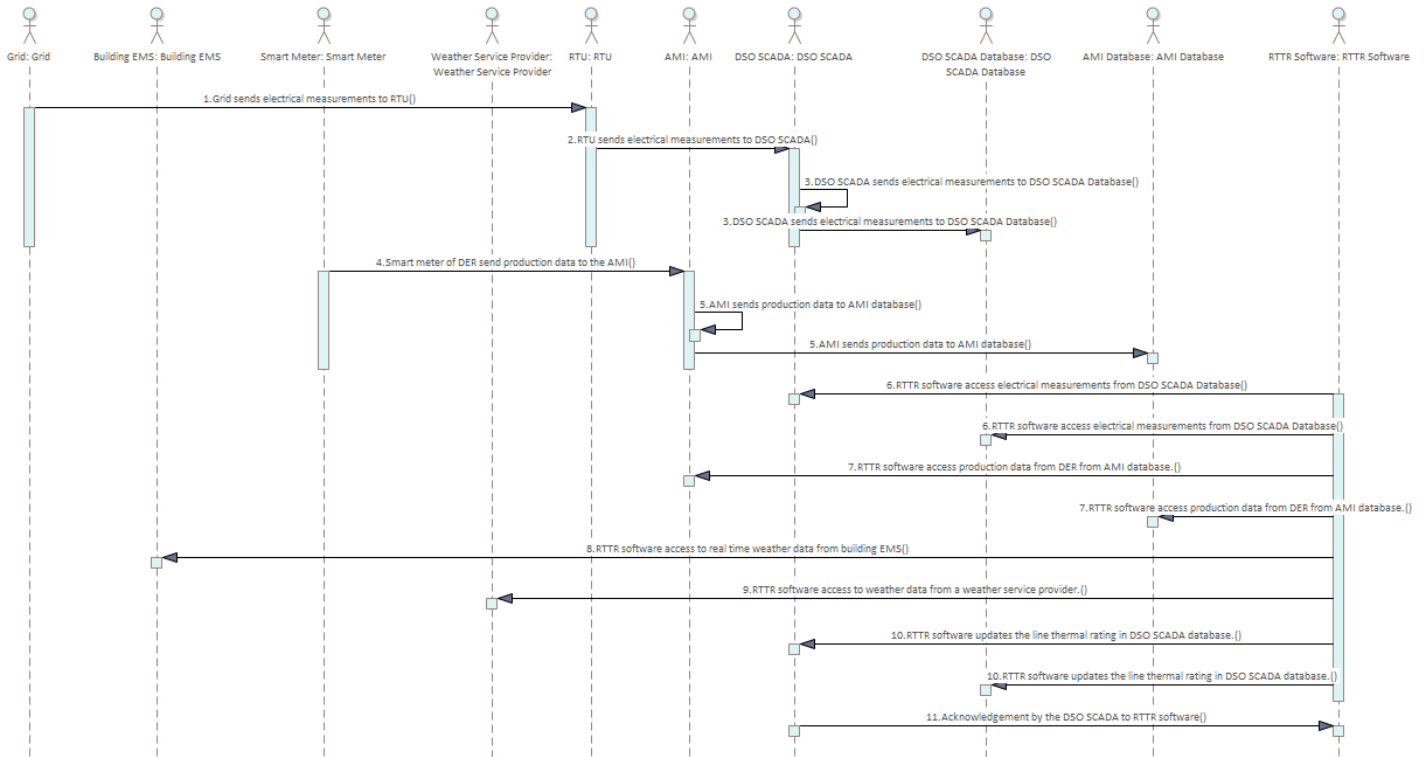 Grid: Grid
Building EMS: Building EMS
Smart Meter: Smart Meter
Weather Service Provider:
Weather Service Provider
RTU: RTU
AMI: AMI
DSO SCADA: DSO SCADA
DSO SCADA Database: DSO
SCADA Database
AMI Database: AMI Database
RTTR Software: RTTR Software
1.Grid sends electrical measurements to RTU()
2.RTU sends electrical measurements to DSO SCADA()
3.DSO SCADA sends electrical measurements to DSO SCADA Database()
3.DSO SCADA sends electrical measurements to DSO SCADA Database()
4.Smart meter of DER send production data to the AMI()
5.AMI sends production data to AMI database()
5.AMI sends production data to AMI database()
6.RTTR software access electrical measurements from DSO SCADA Database()
6.RTTR software access electrical measurements from DSO SCADA Database()
7.RTTR software access production data from DER from AMI database.()
7.RTTR software access production data from DER from AMI database.()
8.RTTR software access to real time weather data from building EMS()
9.RTTR software access to weather data from a weather service provider.()
10.RTTR software updates the line thermal rating in DSO SCADA database.()
10.RTTR software updates the line thermal rating in DSO SCADA database.()
11.Acknowledgement by the DSO SCADA to RTTR software()